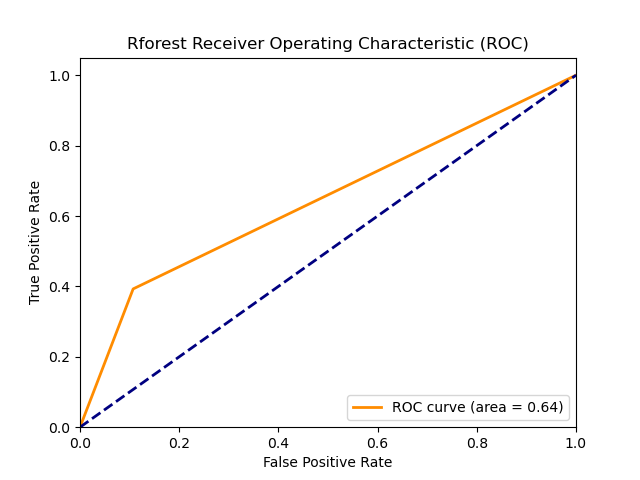 Rforest Receiver Operating Characteristic (ROC)
1.0
0.8
0.6
0.4
0.2
0.0
True Positive Rate
ROC curve (area = 0.64)
0.0 0.2 0.4 0.6 0.8 1.0
False Positive Rate